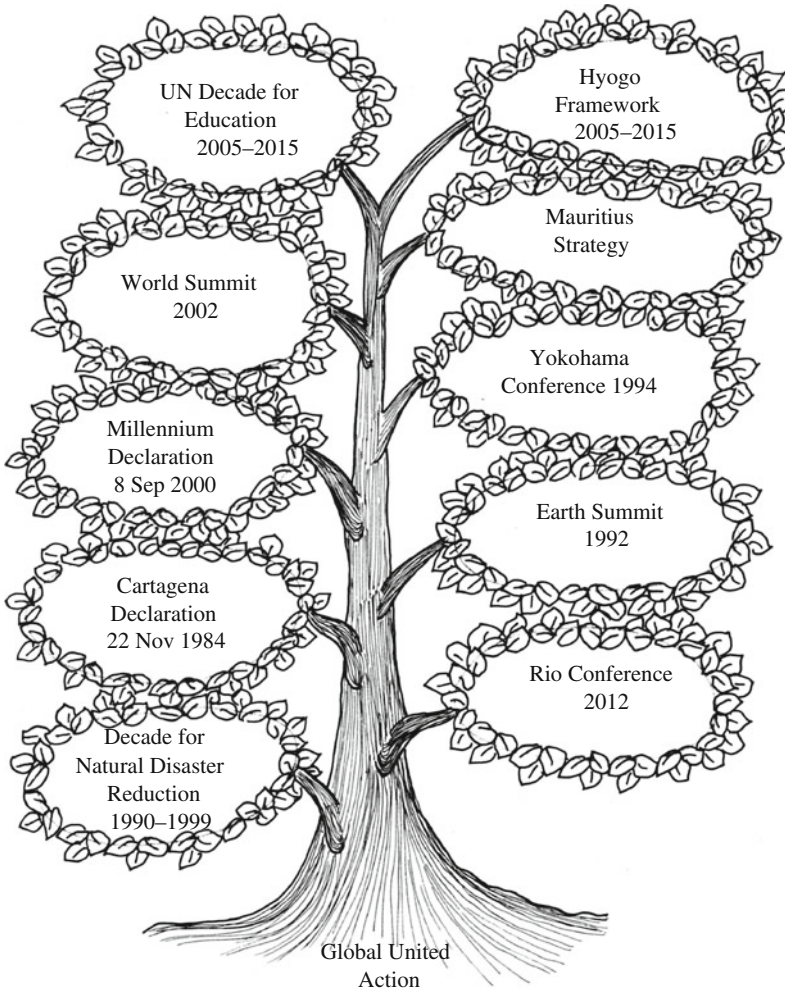 UN Decade for
Education
2005–2015
World Summit
2002
Millennium
Declaration
8 Sep 2000
Cartagena
Declaration
22 Nov 1984
Decade for
Natural Disaster
Reduction
1990–1999
Hyogo
Framework
2005–2015
Mauritius
Strategy
Yokohama
Conference 1994
Earth Summit
1992
Rio Conference
2012
Global United
Action